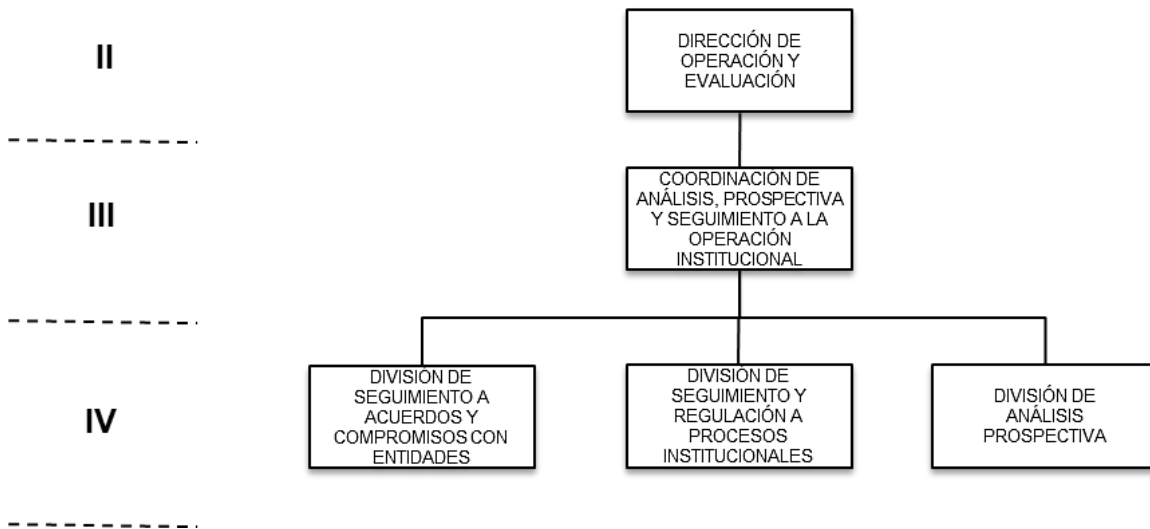 II
DIRECCIÓN DE
OPERACIÓN Y
EVALUACIÓN
III
COORDINACIÓN DE
ANÁLISIS, PROSPECTIVA
Y SEGUIMIENTO A LA
OPERACIÓN
INSTITUCIONAL
IV
DIVISIÓN DE
SEGUIMIENTO A
ACUERDOS Y
COMPROMISOS CON
ENTIDADES
DIVISIÓN DE
SEGUIMIENTO Y
REGULACIÓN A
PROCESOS
INSTITUCIONALES
DIVISIÓN DE
ANÁLISIS
PROSPECTIVA